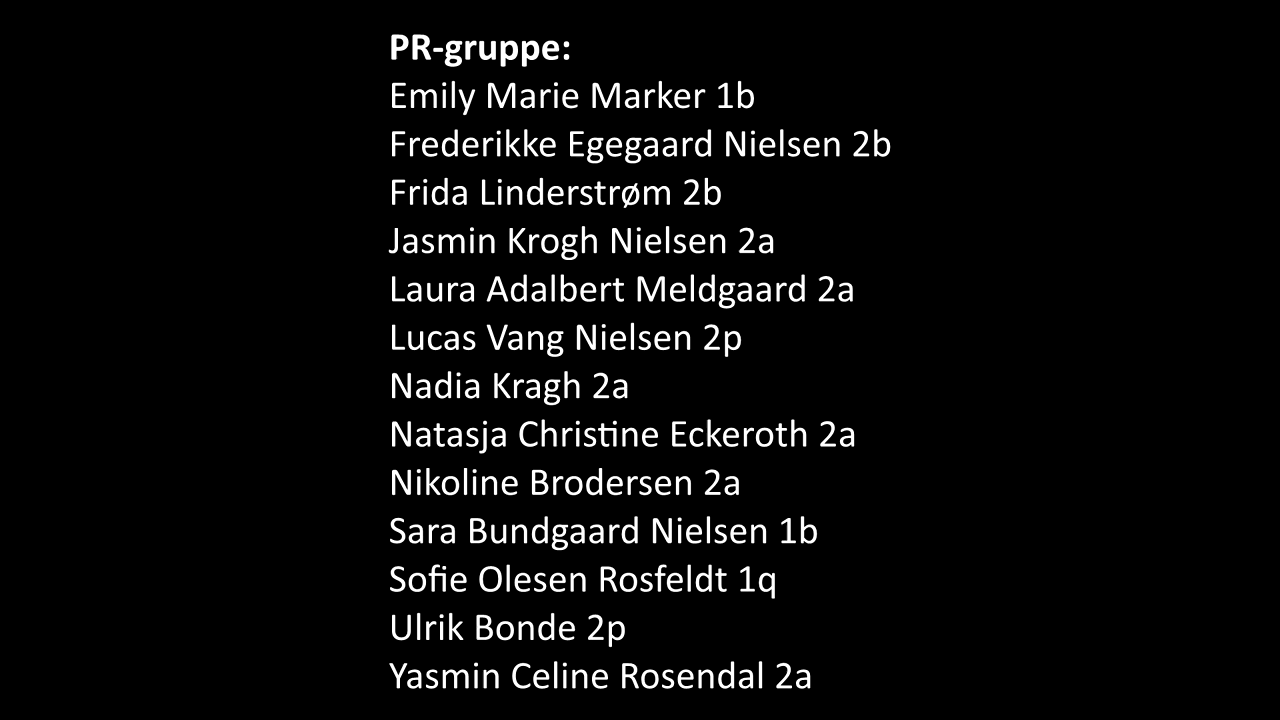 PR-gruppe:
Emily Marie Marker 1b
Frederikke Egegaard Nielsen 2b
Frida Linderstrøm 2b
Jasmin Krogh Nielsen 2a
Laura Adalbert Meldgaard 2a
Lucas Vang Nielsen 2p
Nadia Kragh 2a
Natasja Christine Eckeroth 2a
Nikoline Brodersen 2a
Sara Bundgaard Nielsen 1b
Sofie Olesen Rosfeldt 1q
Ulrik Bonde 2p
Yasmin Celine Rosendal 2a